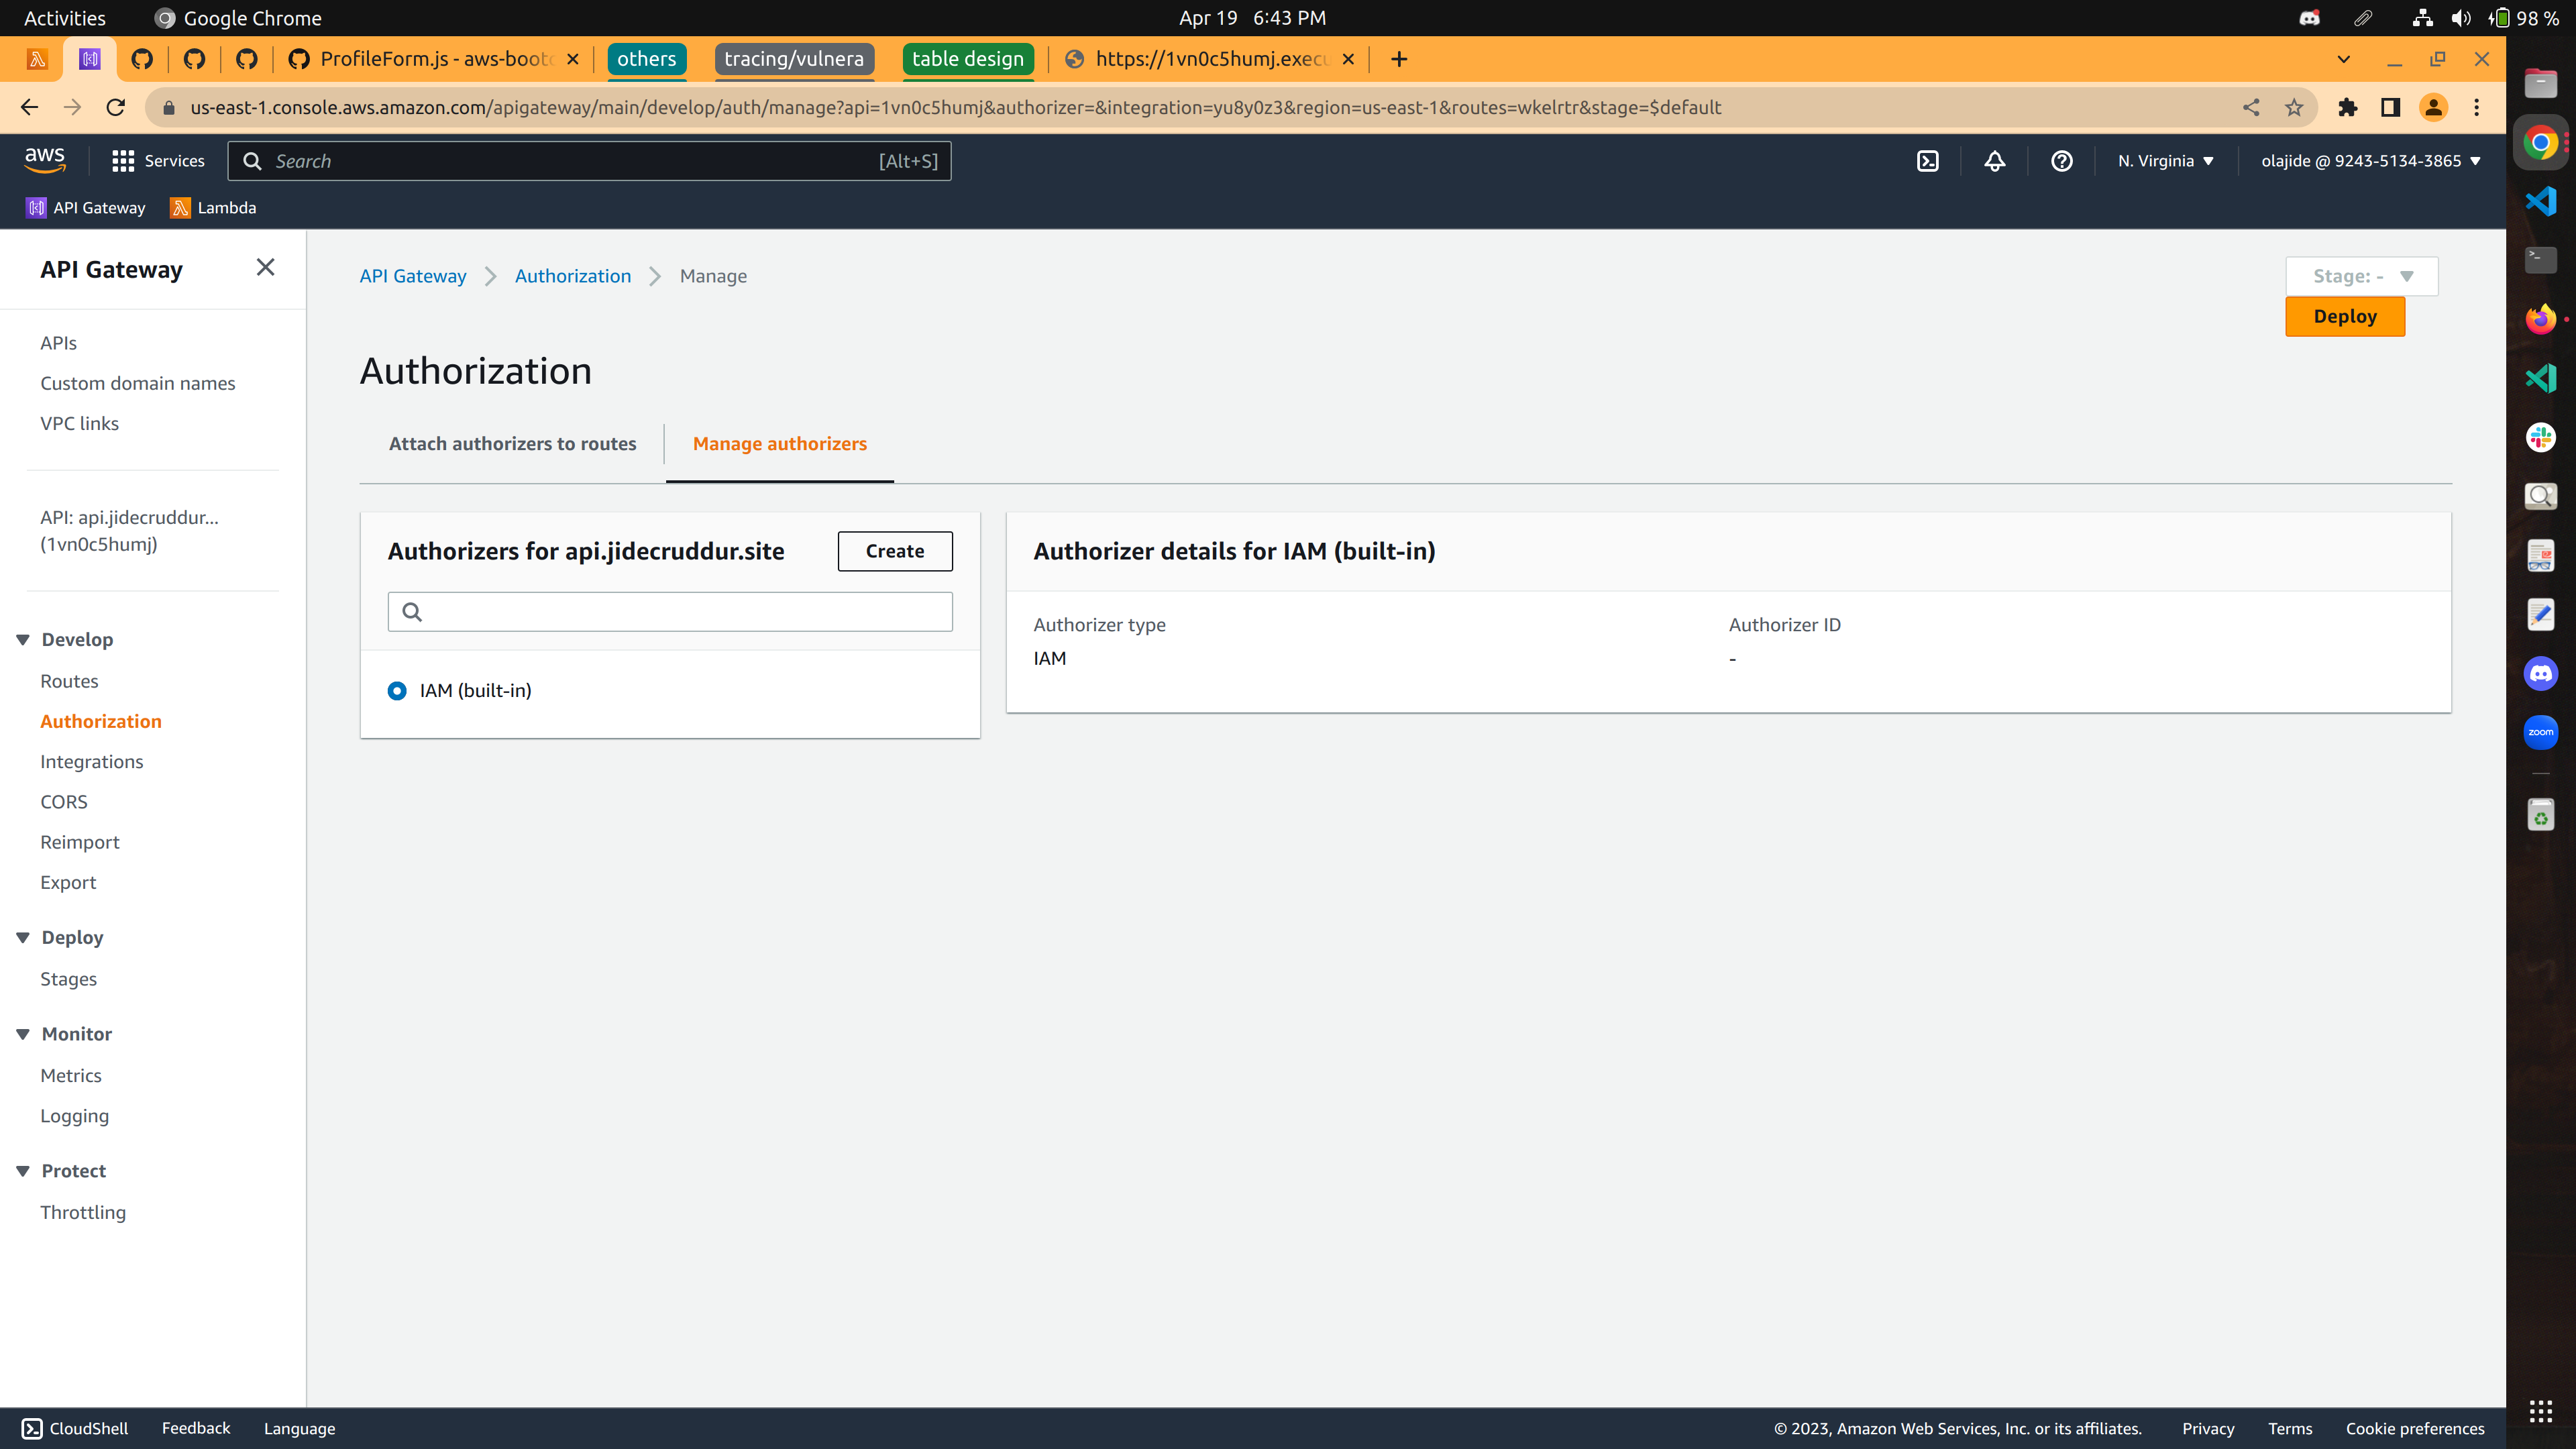 Activities
Google Chrome
Apr 19 6:43 PM
98 %
ProfileForm.js - aws-bootc
others
tracing/vulnera
table design
https://1vn0c5humj.execu
us-east-1.console.aws.amazon.com/apigateway/main/develop/auth/manage?api=1vn0c5humj&authorizer=&integration=yu8y0z3&region=us-east-1&routes=wkelrtr&stage=$default
aws
Services
Search
[Alt+S]
N. Virginia
olajide @ 9243-5134-3865
API Gateway
Lambda
API Gateway
APIs
Custom domain names
VPC links
API: api.jidecruddur...
(1vn0c5humj)
Develop
Routes
Authorization
Integrations
CORS
Reimport
Export
Deploy
Stages
Monitor
Metrics
Logging
Protect
Throttling
API Gateway
Authorization
Manage
Stage: -
Deploy
Authorization
Attach authorizers to routes
Manage authorizers
Authorizers for api.jidecruddur.site
Create
IAM (built-in)
Authorizer details for IAM (built-in)
Authorizer type
IAM
Authorizer ID
-
zoom
CloudShell
Feedback
Language
© 2023, Amazon Web Services, Inc. or its affiliates.
Privacy
Terms
Cookie preferences